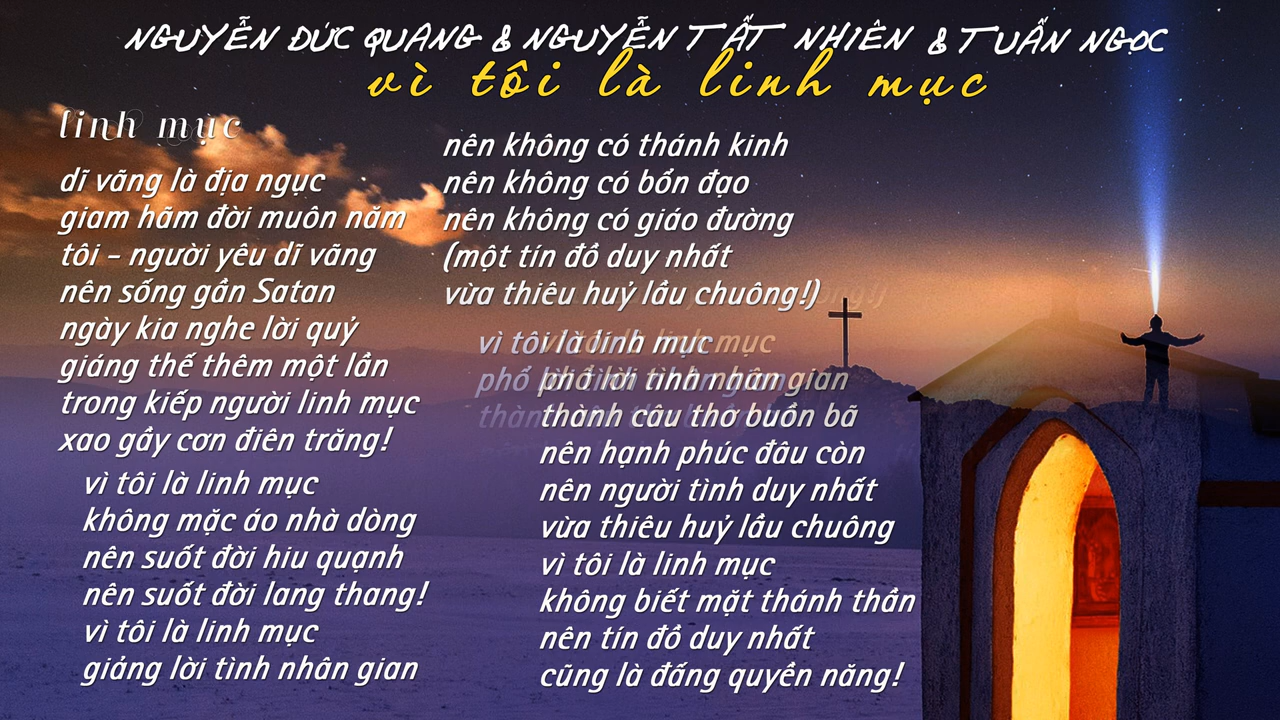 NGUYỄN ĐỨC QUANG & NGUYỄN TẤT NHIÊN & TUẤN NGỌC
vì tôi là linh mục
linh mục
dĩ vãng là địa ngục
giam hãm đời muôn năm
tôi - người yêu dĩ vãng
nên sống gần Satan
ngày kia nghe lời quỷ
giáng thế thêm một lần
trong kiếp người linh mục
xao gầy cơn điên trăng!
vì tôi là linh mục
không mặc áo nhà dòng
nên suốt đời hiu quạnh
nên suốt đời lang thang!
vì tôi là linh mục
giảng lời tình nhân gian
nên không có thánh kinh
nên không có bổn đạo
nên không có giáo đường
(một tín đồ duy nhất
vừa thiêu huỷ lầu chuông!)
vì tôi là linh mục
phổ lời tình nhân gian
thành câu thơ buồn bã
nên hạnh phúc đâu còn
nên người tình duy nhất
vừa thiêu huỷ lầu chuông
vì tôi là linh mục
không biết mặt thánh thần
nên tín đồ duy nhất
cũng là đấng quyền năng!